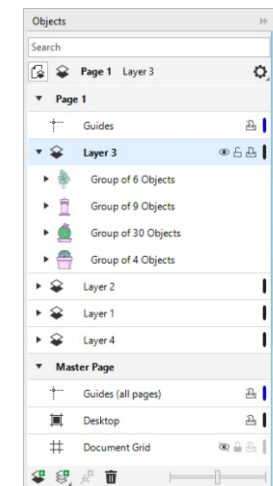 Objects
Search
Page 1 Layer 3
Page 1
Guides
Layer 3
Group of 6 Objects
Group of 9 Objects
Group of 30 Objects
Group of 4 Objects
Layer 2
Layer 1
Layer 4
Master Page
Guides (all pages)
Desktop
Document Grid